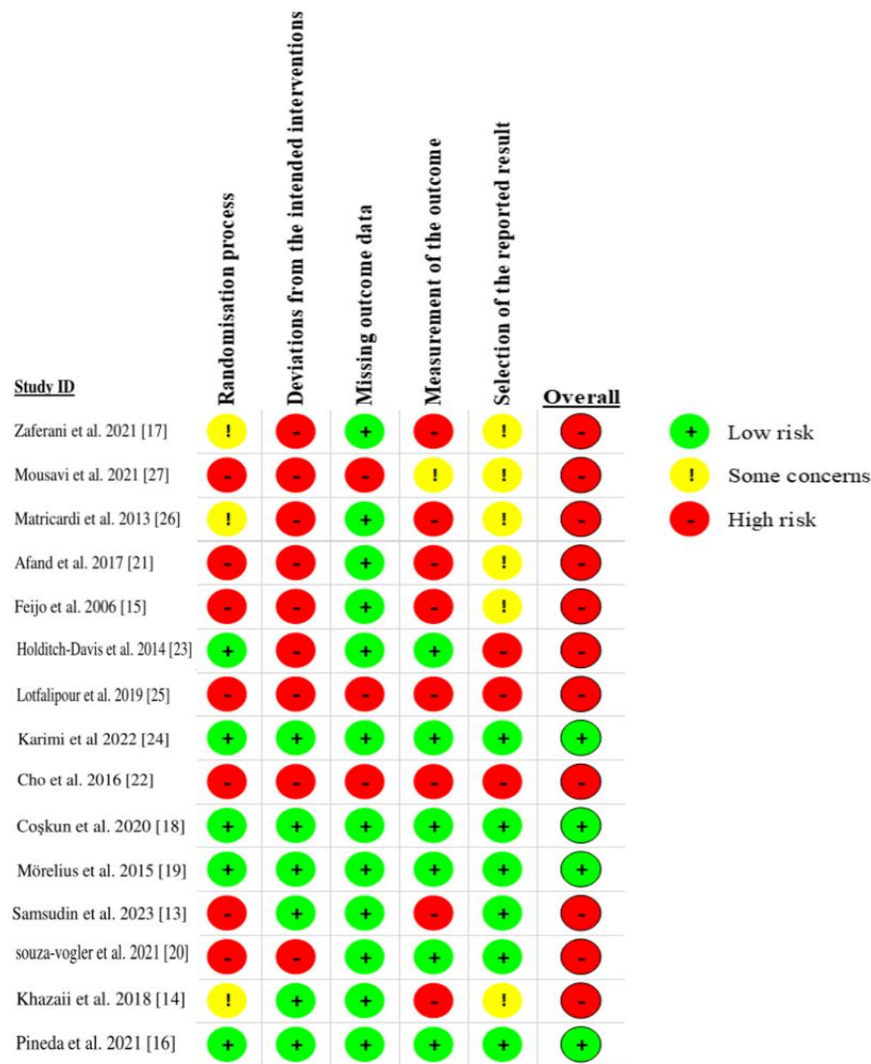 Randomisation process
Deviations from the intended interventions
Missing outcome data
Measurement of the outcome
Selection of the reported result
Study ID
Overall
Zaferani et al. 2021 [17] ! - + - ! -
Mousavi et al. 2021 [27] - - - ! ! -
Matricardi et al. 2013 [26] ! - + - ! -
Afand et al. 2017 [21] - - + - ! -
Feijo et al. 2006 [15] - - + - ! -
Holditch-Davis et al. 2014 [23] + - + + - -
Lotfalipour et al. 2019 [25] - - - - - -
Karimi et al 2022 [24] + + + + + +
Cho et al. 2016 [22] - - - - - -
Coşkun et al. 2020 [18] + + + + + +
Mörelius et al. 2015 [19] + + + + + +
Samsudin et al. 2023 [13] - + + - + -
souza-vogler et al. 2021 [20] - - + + + -
Khazaii et al. 2018 [14] ! + + - ! -
Pineda et al. 2021 [16] + + + + + +
+ Low risk
! Some concerns
- High risk